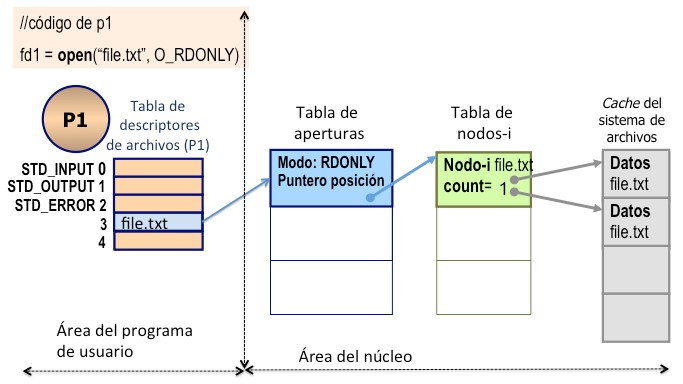 //código de p1
fd1 = open(“file.txt”, O_RDONLY)
P1
Tabla de
descriptores
de archivos (P1)
STD_INPUT 0
STD_OUTPUT 1
STD_ERROR 2
3 file.txt
4
Tabla de
aperturas
Modo: RDONLY
Puntero posición
Tabla de
nodos-i
Nodo-i file.txt
count= 1
Cache del
sistema de
archivos
Datos
file.txt
Datos
file.txt
Área del programa
de usuario
Área del núcleo